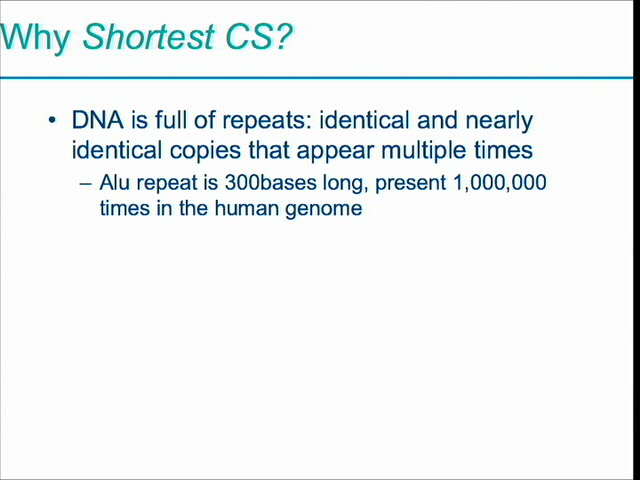 Why Shortest CS?
• DNA is full of repeats: identical and nearly
identical copies that appear multiple times
– Alu repeat is 300bases long, present 1,000,000
times in the human genome